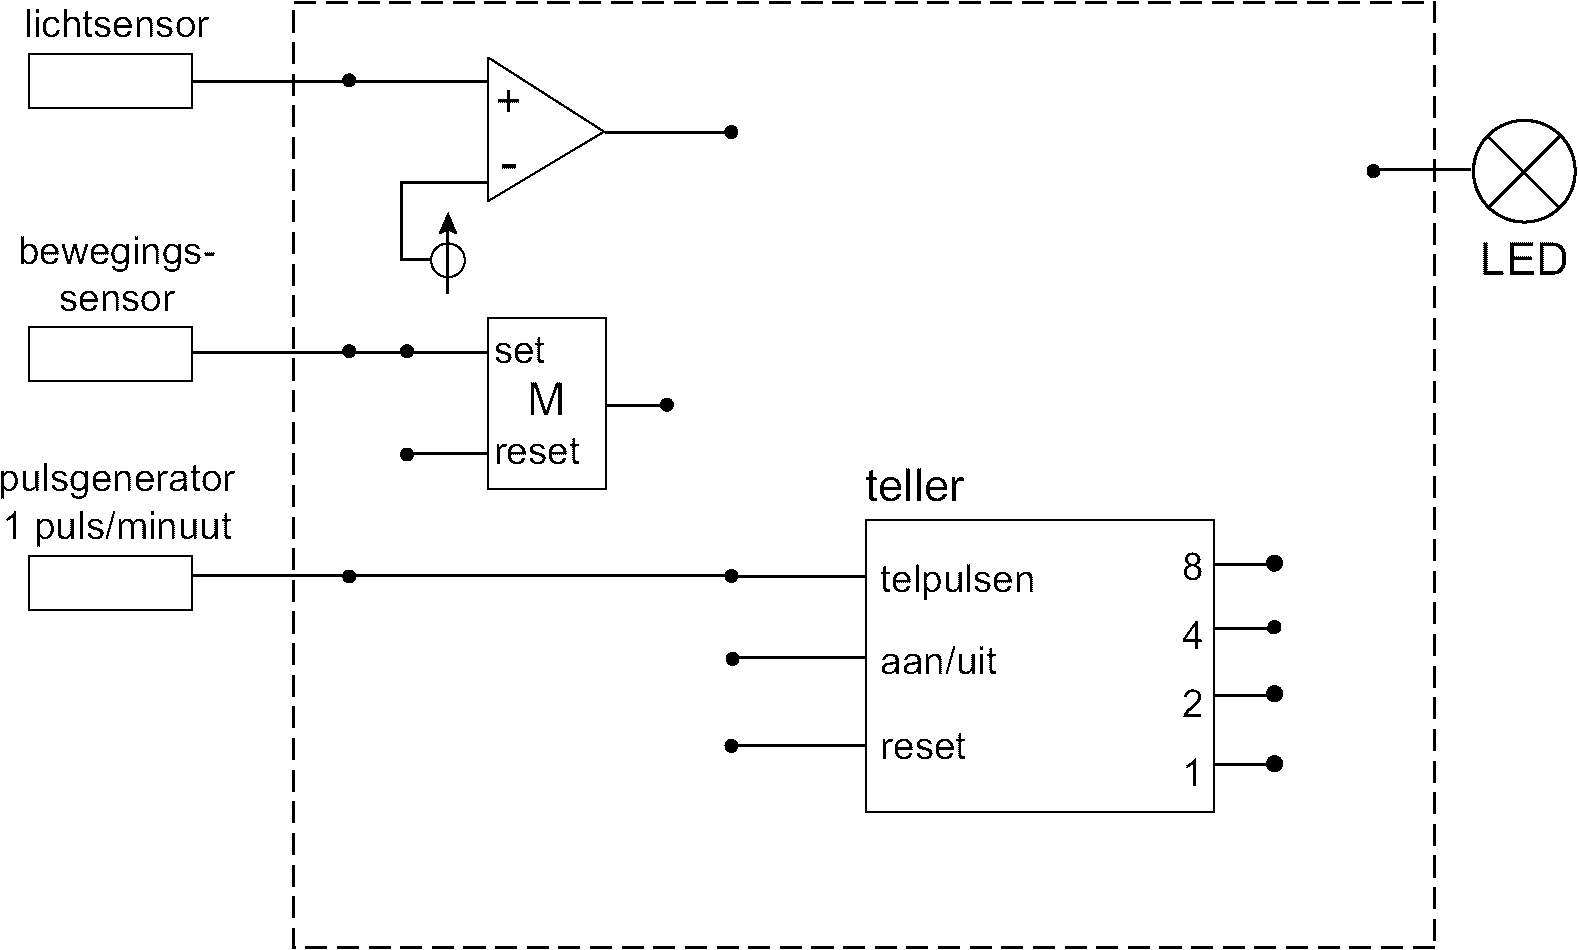 lichtsensor
+
-
LED
bewegings-
sensor
set
M
reset
pulsgenerator
1 puls/minuut
teller
telpulsen
aan/uit
reset
8
4
2
1